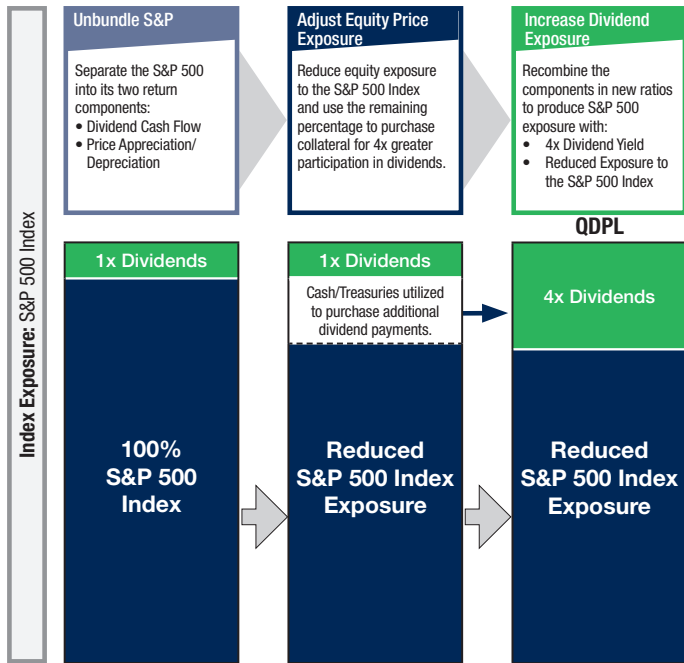 Unbundle S&P
Separate the S&P 500
into its two return
components:
• Dividend Cash Flow
• Price Appreciation/
Depreciation
Adjust Equity Price
Exposure
Reduce equity exposure
to the S&P 500 Index
and use the remaining
percentage to purchase
collateral for 4x greater
participation in dividends.
Increase Dividend
Exposure
Recombine the
components in new ratios
to produce S&P 500
exposure with:
• 4x Dividend Yield
• Reduced Exposure to
the S&P 500 Index
Index Exposure: S&P 500 Index
1x Dividends
100%
S&P 500
Index
1x Dividends
Cash/Treasuries utilized
to purchase additional
dividend payments.
Reduced
S&P 500 Index
Exposure
QDPL
4x Dividends
Reduced
S&P 500 Index
Exposure